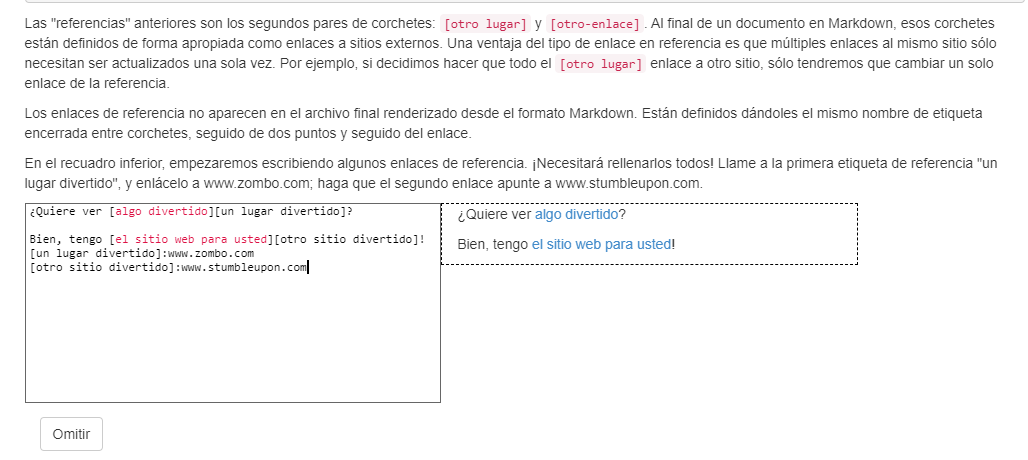 Las "referencias" anteriores son los segundos pares de corchetes: [otro lugar] y [otro-enlace] . Al final de un documento en Markdown, esos corchetes
están definidos de forma apropiada como enlaces a sitios externos. Una ventaja del tipo de enlace en referencia es que múltiples enlaces al mismo sitio sólo
necesitan ser actualizados una sola vez. Por ejemplo, si decidimos hacer que todo el [otro lugar] enlace a otro sitio, sólo tendremos que cambiar un solo
enlace de la referencia.
Los enlaces de referencia no aparecen en el archivo final renderizado desde el formato Markdown. Están definidos dándoles el mismo nombre de etiqueta
encerrada entre corchetes, seguido de dos puntos y seguido del enlace.
En el recuadro inferior, empezaremos escribiendo algunos enlaces de referencia. ¡Necesitará rellenarlos todos! Llame a la primera etiqueta de referencia "un
lugar divertido", y enlácelo a www.zombo.com; haga que el segundo enlace apunte a www.stumbleupon.com.
¿Quiere ver [algo divertido][un lugar divertido]?
Bien, tengo [el sitio web para usted][otro sitio divertido]!
[un lugar divertido]:www.zombo.com
[otro sitio divertido]:www.stumbleupon.com
¿Quiere ver algo divertido?
Bien, tengo el sitio web para usted!
Omitir